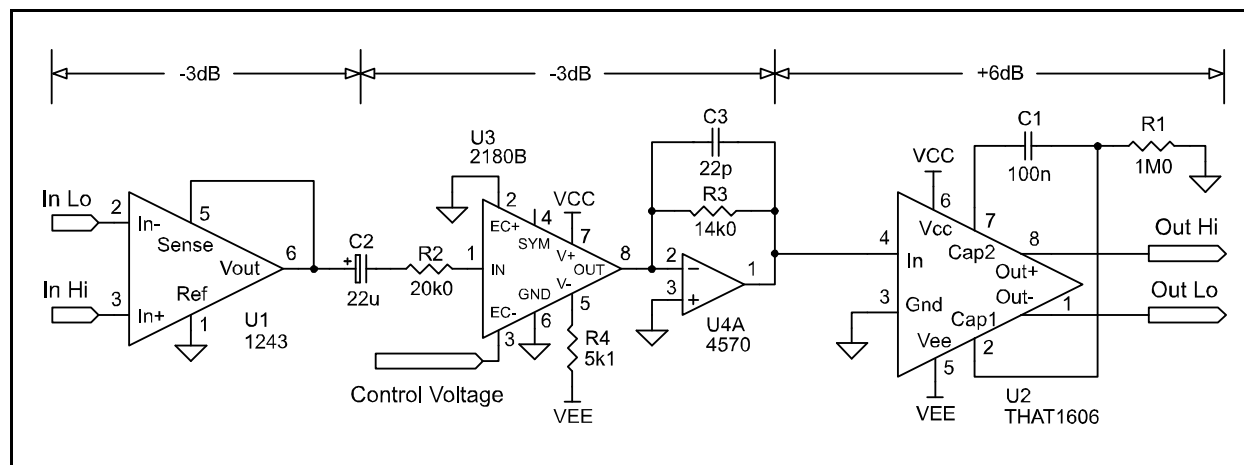 -3dB
-3dB
+6dB
In Lo
2
In-
5
Sense
Vout
6
In Hi
3
In+
Ref
1
U1
1243
C2
+
22u
R2
20k0
U3
2180B
2
EC+
4
SYM
VCC
7
V+
1
IN
OUT
8
V-
5
GND
6
EC-
3
Control Voltage
R4
5k1
VEE
C3
22p
R3
14k0
2
−
3
+
1
U4A
4570
VCC
6
Vcc
7
Cap2
C1
100n
R1
1M0
4
In
8
Out+
Out Hi
3
Gnd
Out-
1
Out Lo
Cap1
2
Vee
5
VEE
U2
THAT1606